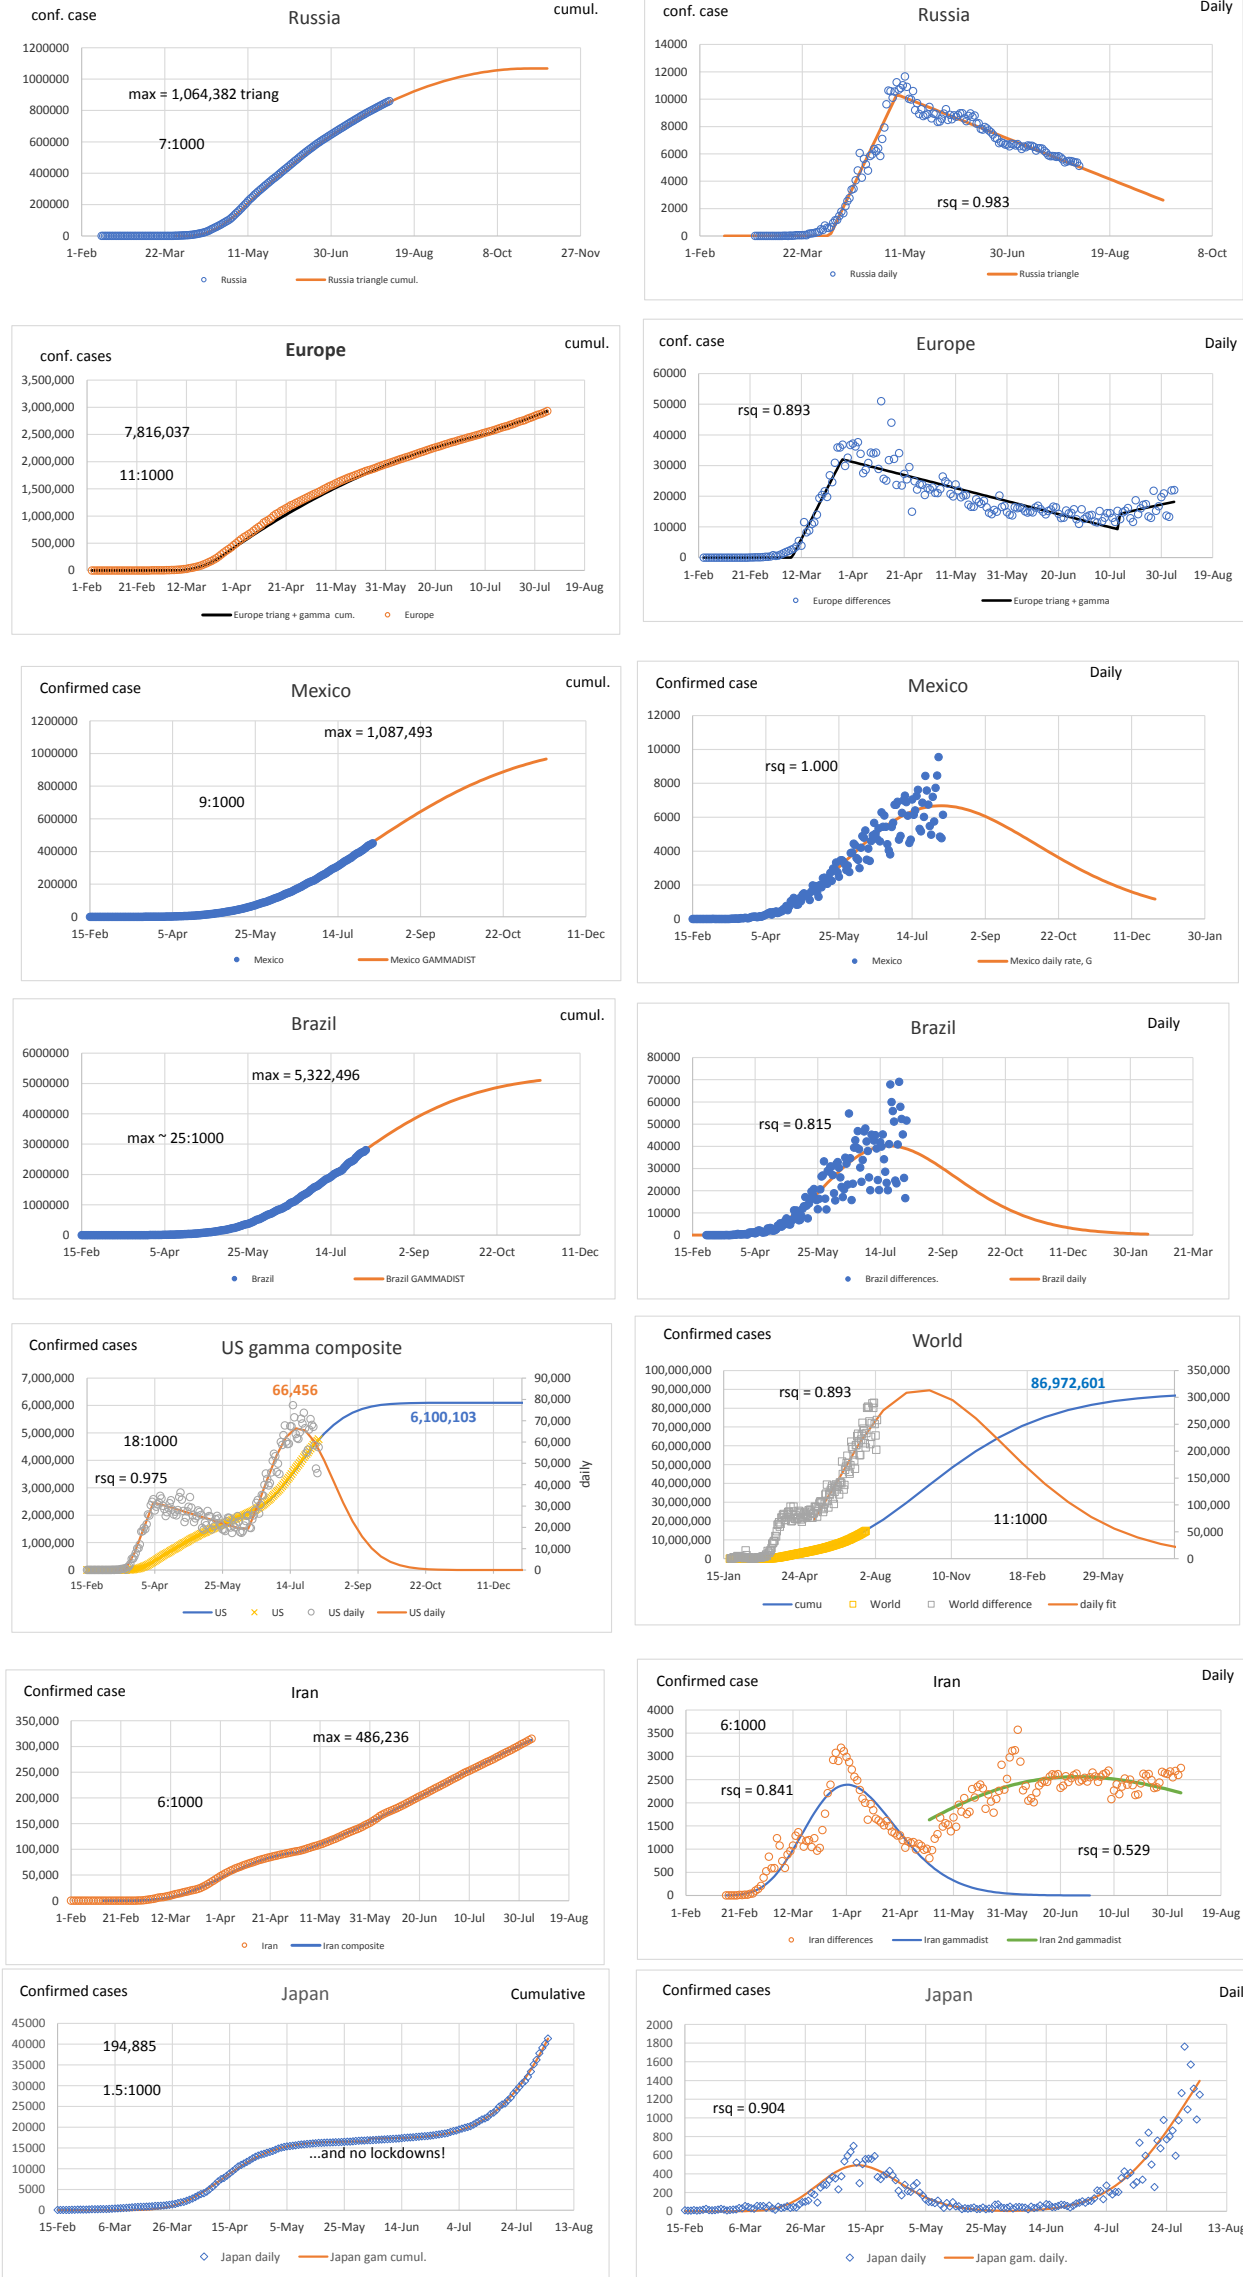 conf. case
Russia
cumul.
1200000
1000000
800000
600000
400000
200000
0
max = 1,064,382 triang
7:1000
1-Feb 22-Mar 11-May 30-Jun 19-Aug 8-Oct 27-Nov
Russia Russia triangle cumul.
conf. case
Russia
Daily
14000
12000
10000
8000
6000
4000
2000
0
rsq = 0.983
1-Feb 22-Mar 11-May 30-Jun 19-Aug 8-Oct
Russia daily Russia triangle
conf. cases
Europe
cumul.
3,500,000
3,000,000
2,500,000
2,000,000
1,500,000
1,000,000
500,000
0
7,816,037
11:1000
1-Feb 21-Feb 12-Mar 1-Apr 21-Apr 11-May 31-May 20-Jun 10-Jul 30-Jul 19-Aug
Europe triang + gamma cum. Europe
conf. case
Europe
Daily
60000
50000
40000
30000
20000
10000
0
rsq = 0.893
1-Feb 21-Feb 12-Mar 1-Apr 21-Apr 11-May 31-May 20-Jun 10-Jul 30-Jul 19-Aug
Europe differences Europe triang + gamma
Confirmed case
Mexico
cumul.
1200000
1000000
800000
600000
400000
200000
0
max = 1,087,493
9:1000
15-Feb 5-Apr 25-May 14-Jul 2-Sep 22-Oct 11-Dec
Mexico Mexico GAMMADIST
Confirmed case
Mexico
Daily
12000
10000
8000
6000
4000
2000
0
rsq = 1.000
15-Feb 5-Apr 25-May 14-Jul 2-Sep 22-Oct 11-Dec 30-Jan
Mexico Mexico daily rate, G
Brazil
cumul.
6000000
5000000
4000000
3000000
2000000
1000000
0
max = 5,322,496
max ~ 25:1000
15-Feb 5-Apr 25-May 14-Jul 2-Sep 22-Oct 11-Dec
Brazil Brazil GAMMADIST
Brazil
Daily
80000
70000
60000
50000
40000
30000
20000
10000
0
rsq = 0.815
15-Feb 5-Apr 25-May 14-Jul 2-Sep 22-Oct 11-Dec 30-Jan 21-Mar
Brazil differences. Brazil daily
Confirmed cases
US gamma composite
7,000,000
6,000,000
5,000,000
4,000,000
3,000,000
2,000,000
1,000,000
0
66,456
6,100,103
18:1000
rsq = 0.975
90,000
80,000
70,000
60,000
50,000
40,000
30,000
20,000
10,000
0
daily
15-Feb 5-Apr 25-May 14-Jul 2-Sep 22-Oct 11-Dec
US US US daily US daily
Confirmed cases
World
100,000,000
90,000,000
80,000,000
70,000,000
60,000,000
50,000,000
40,000,000
30,000,000
20,000,000
10,000,000
0
rsq = 0.893
86,972,601
11:1000
350,000
300,000
250,000
200,000
150,000
100,000
50,000
0
15-Jan 24-Apr 2-Aug 10-Nov 18-Feb 29-May
cumu World World difference daily fit
Confirmed case
Iran
350,000
300,000
250,000
200,000
150,000
100,000
50,000
0
max = 486,236
6:1000
1-Feb 21-Feb 12-Mar 1-Apr 21-Apr 11-May 31-May 20-Jun 10-Jul 30-Jul 19-Aug
Iran Iran composite
Confirmed case
Iran
Daily
4000
3500
3000
2500
2000
1500
1000
500
0
6:1000
rsq = 0.841
rsq = 0.529
1-Feb 21-Feb 12-Mar 1-Apr 21-Apr 11-May 31-May 20-Jun 10-Jul 30-Jul 19-Aug
Iran differences Iran gammadist Iran 2nd gammadist
Confirmed cases
Japan
Cumulative
45000
40000
35000
30000
25000
20000
15000
10000
5000
0
194,885
1.5:1000
...and no lockdowns!
15-Feb 6-Mar 26-Mar 15-Apr 5-May 25-May 14-Jun 4-Jul 24-Jul 13-Aug
Japan daily Japan gam cumul.
Confirmed cases
Japan
Dail
2000
1800
1600
1400
1200
1000
800
600
400
200
0
rsq = 0.904
15-Feb 6-Mar 26-Mar 15-Apr 5-May 25-May 14-Jun 4-Jul 24-Jul 13-Aug
Japan daily Japan gam. daily.